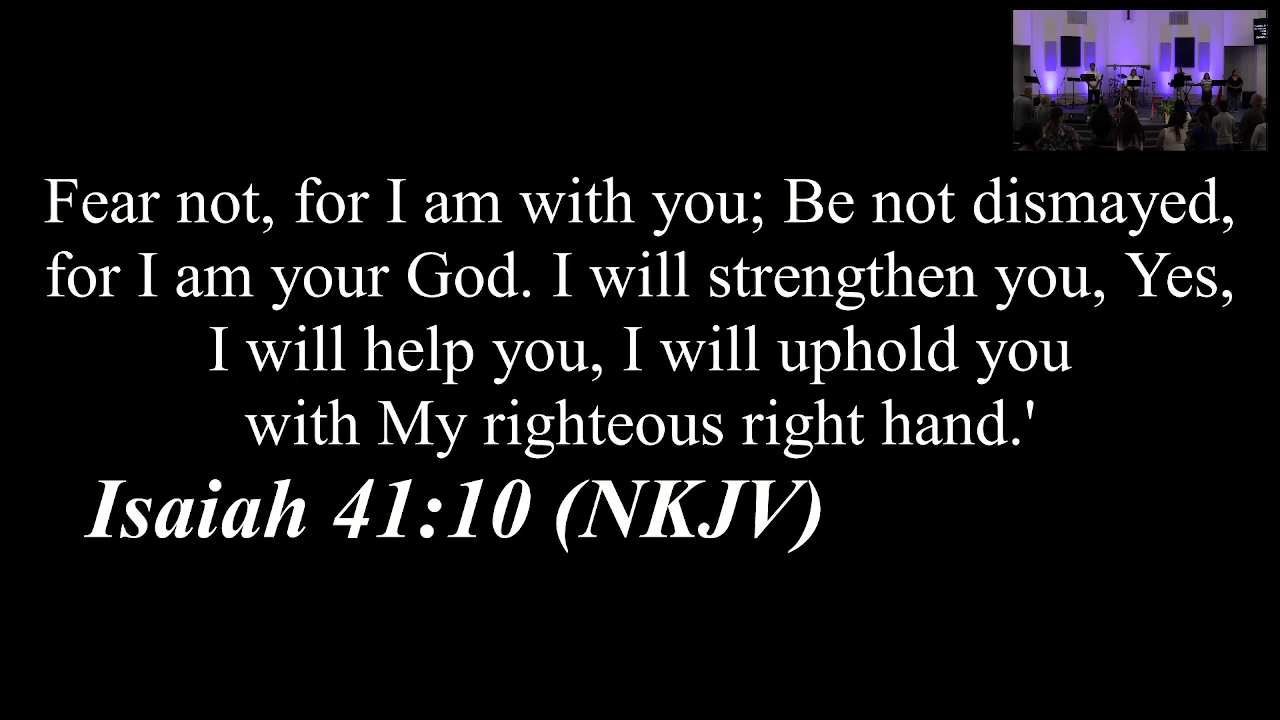 Fear not, for I am with you; Be not dismayed,
for I am your God. I will strengthen you, Yes,
I will help you, I will uphold you
with My righteous right hand.'
Isaiah 41:10 (NKJV)